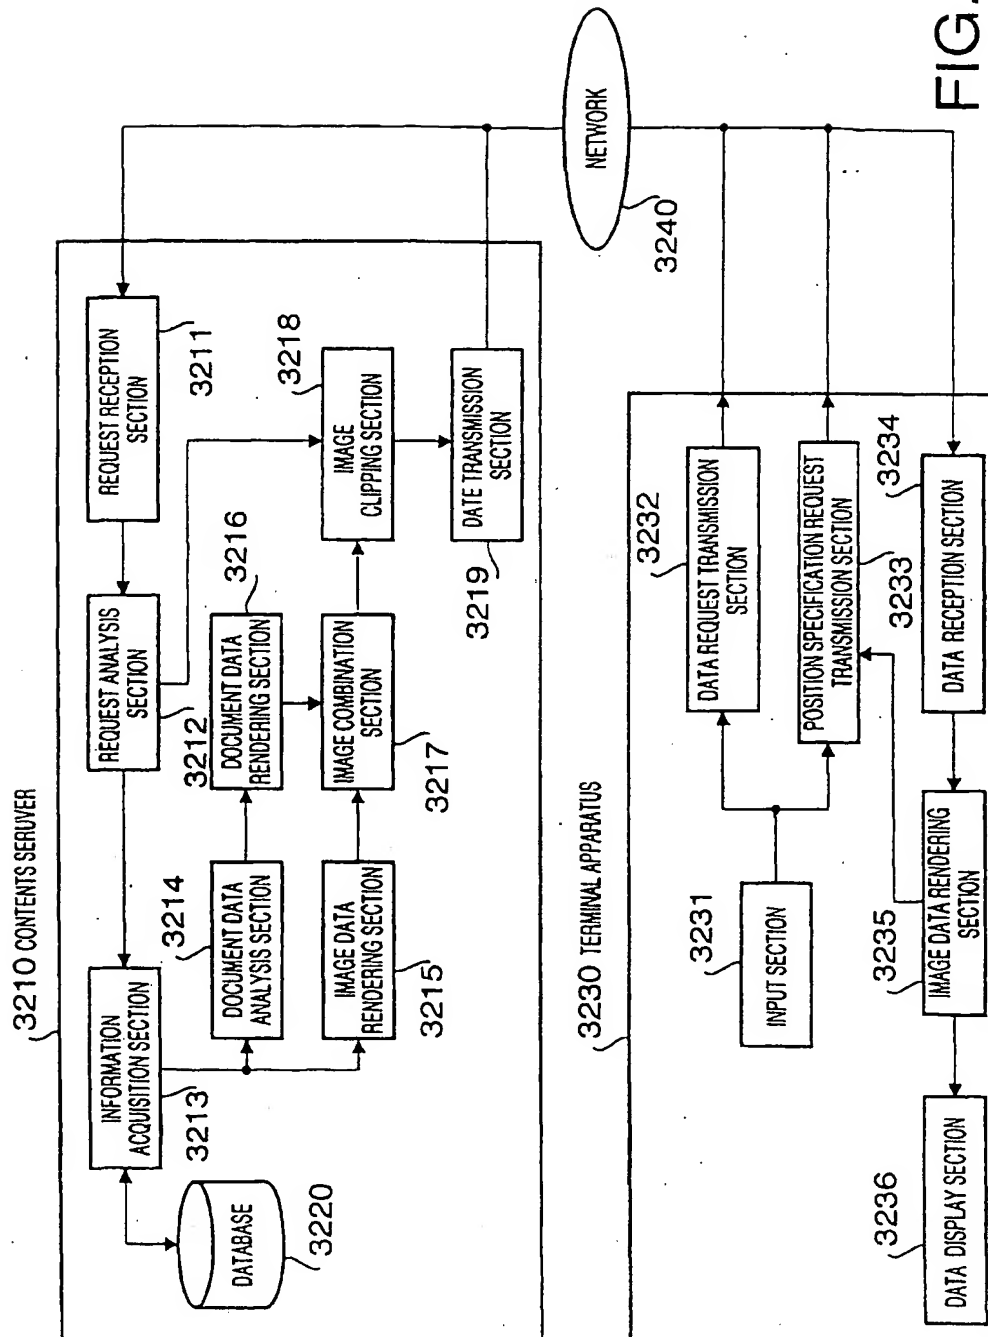 3210 CONTENTS SERUVER
REQUEST RECEPTION
SECTION
3211
REQUEST ANALYSIS
SECTION
3212
INFORMATION
ACQUISITION SECTION
3213
DATABASE
3220
DOCUMENT DATA
ANALYSIS SECTION
3214
DOCUMENT DATA
RENDERING SECTION
3216
IMAGE DATA
RENDERING SECTION
3215
IMAGE COMBINATION
SECTION
3217
IMAGE
CLIPPING SECTION
3218
DATE TRANSMISSION
SECTION
3219
NETWORK
3240
3230 TERMINAL APPARATUS
INPUT SECTION
3231
DATA REQUEST TRANSMISSION
SECTION
3232
POSITION SPECIFICATION REQUEST
TRANSMISSION SECTION
3233
DATA RECEPTION SECTION
3234
IMAGE DATA RENDERING
SECTION
3235
DATA DISPLAY SECTION
3236
FIG.